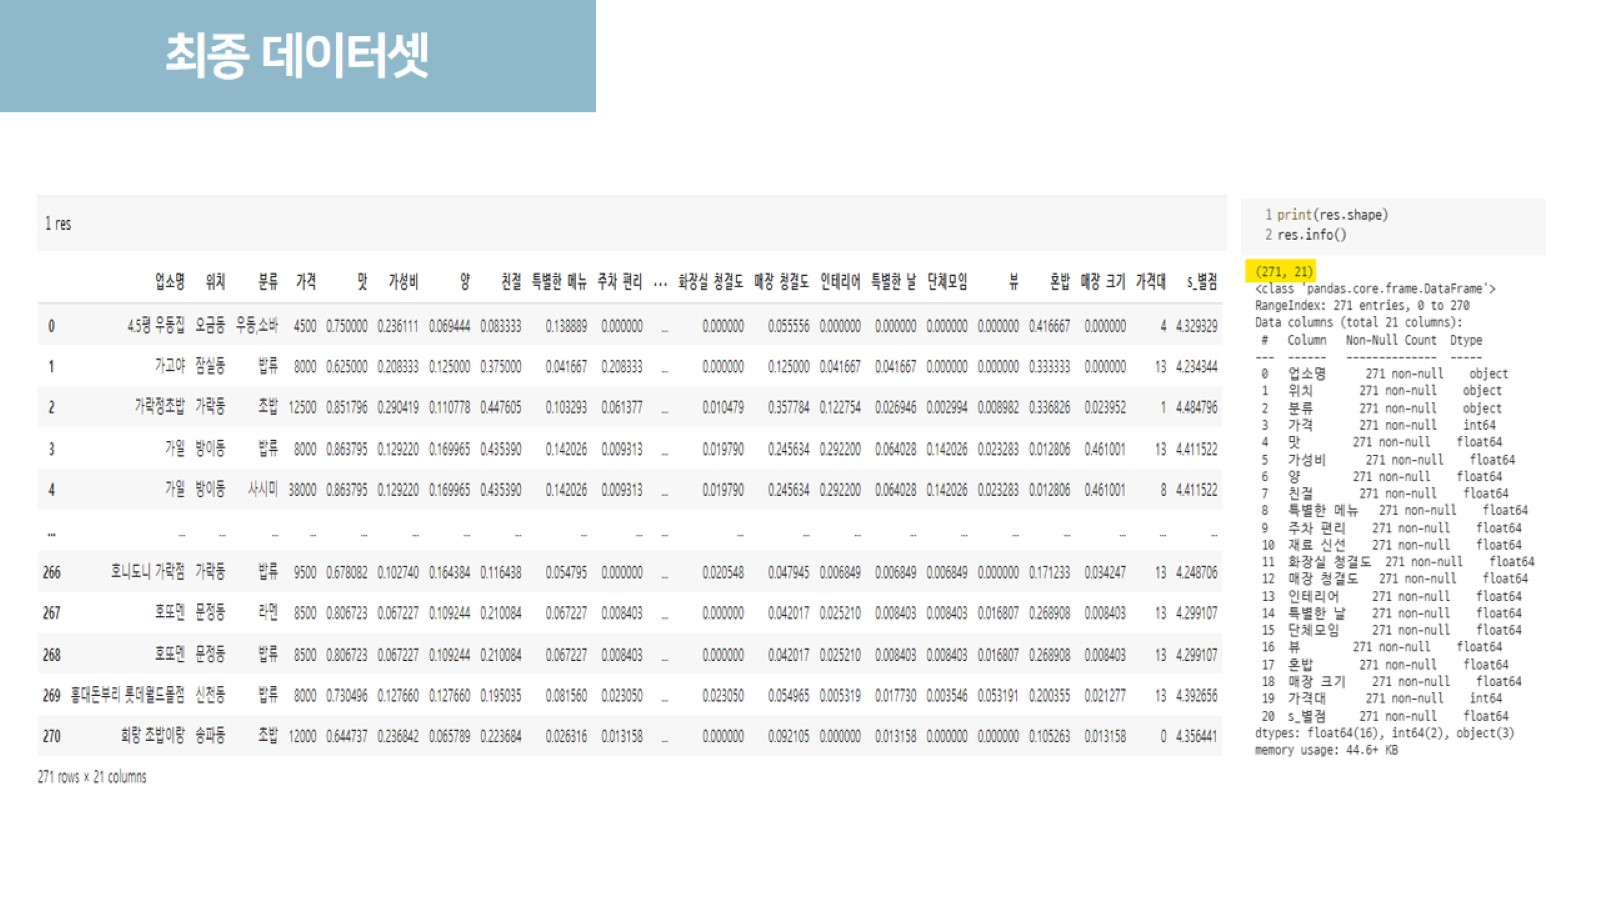 최종 데이터셋
1 res
업소명 위치 분류 가격 맛 가성비 양 친절 특별한 메뉴 주차 편리 ... 화장실 청결도 매장 청결도 인테리어 특별한 날 단체모임 뷰 혼밥 매장 크기 가격대 s_별점
0 4.5평 우동집 오금동 우동,소바 4500 0.750000 0.236111 0.069444 0.083333 0.138889 0.000000 ... 0.000000 0.055556 0.000000 0.000000 0.000000 0.000000 0.416667 0.000000 4 4.329329
1 가고야 잠실동 밥류 8000 0.625000 0.208333 0.125000 0.375000 0.041667 0.208333 ... 0.000000 0.125000 0.041667 0.041667 0.000000 0.000000 0.333333 0.000000 13 4.234344
2 가락정초밥 가락동 초밥 12500 0.851796 0.290419 0.110778 0.447605 0.103293 0.061377 ... 0.010479 0.357784 0.122754 0.026946 0.002994 0.008982 0.336826 0.023952 1 4.484796
3 가일 방이동 밥류 8000 0.863795 0.129220 0.169965 0.435390 0.142026 0.009313 ... 0.019790 0.245634 0.292200 0.064028 0.142026 0.023283 0.012806 0.461001 13 4.411522
4 가일 방이동 사시미 38000 0.863795 0.129220 0.169965 0.435390 0.142026 0.009313 ... 0.019790 0.245634 0.292200 0.064028 0.142026 0.023283 0.012806 0.461001 8 4.411522
... ... ... ... ... ... ... ... ... ... ... ... ... ... ... ... ... ... ... ... ... ...
266 호니도니 가락점 가락동 밥류 9500 0.678082 0.102740 0.164384 0.116438 0.054795 0.000000 ... 0.020548 0.047945 0.006849 0.006849 0.006849 0.000000 0.171233 0.034247 13 4.248706
267 호또멘 문정동 라멘 8500 0.806723 0.067227 0.109244 0.210084 0.067227 0.008403 ... 0.000000 0.042017 0.025210 0.008403 0.008403 0.016807 0.268908 0.008403 13 4.299107
268 호또멘 문정동 밥류 8500 0.806723 0.067227 0.109244 0.210084 0.067227 0.008403 ... 0.000000 0.042017 0.025210 0.008403 0.008403 0.016807 0.268908 0.008403 13 4.299107
269 홍대돈부리 롯데월드몰점 신천동 밥류 8000 0.730496 0.127660 0.127660 0.195035 0.081560 0.023050 ... 0.023050 0.054965 0.005319 0.017730 0.003546 0.053191 0.200355 0.021277 13 4.392656
270 희랑 초밥이랑 송파동 초밥 12000 0.644737 0.236842 0.065789 0.223684 0.026316 0.013158 ... 0.000000 0.092105 0.000000 0.013158 0.000000 0.000000 0.105263 0.013158 0 4.356441
271 rows × 21 columns
1 print(res.shape)
2 res.info()
(271, 21)
<class 'pandas.core.frame.DataFrame'>
RangeIndex: 271 entries, 0 to 270
Data columns (total 21 columns):
# Column Non-Null Count Dtype
--- ------ -------------- -----
0 업소명 271 non-null object
1 위치 271 non-null object
2 분류 271 non-null object
3 가격 271 non-null int64
4 맛 271 non-null float64
5 가성비 271 non-null float64
6 양 271 non-null float64
7 친절 271 non-null float64
8 특별한 메뉴 271 non-null float64
9 주차 편리 271 non-null float64
10 재료 신선 271 non-null float64
11 화장실 청결도 271 non-null float64
12 매장 청결도 271 non-null float64
13 인테리어 271 non-null float64
14 특별한 날 271 non-null float64
15 단체모임 271 non-null float64
16 뷰 271 non-null float64
17 혼밥 271 non-null float64
18 매장 크기 271 non-null float64
19 가격대 271 non-null int64
20 s_별점 271 non-null float64
dtypes: float64(16), int64(2), object(3)
memory usage: 44.6+ KB